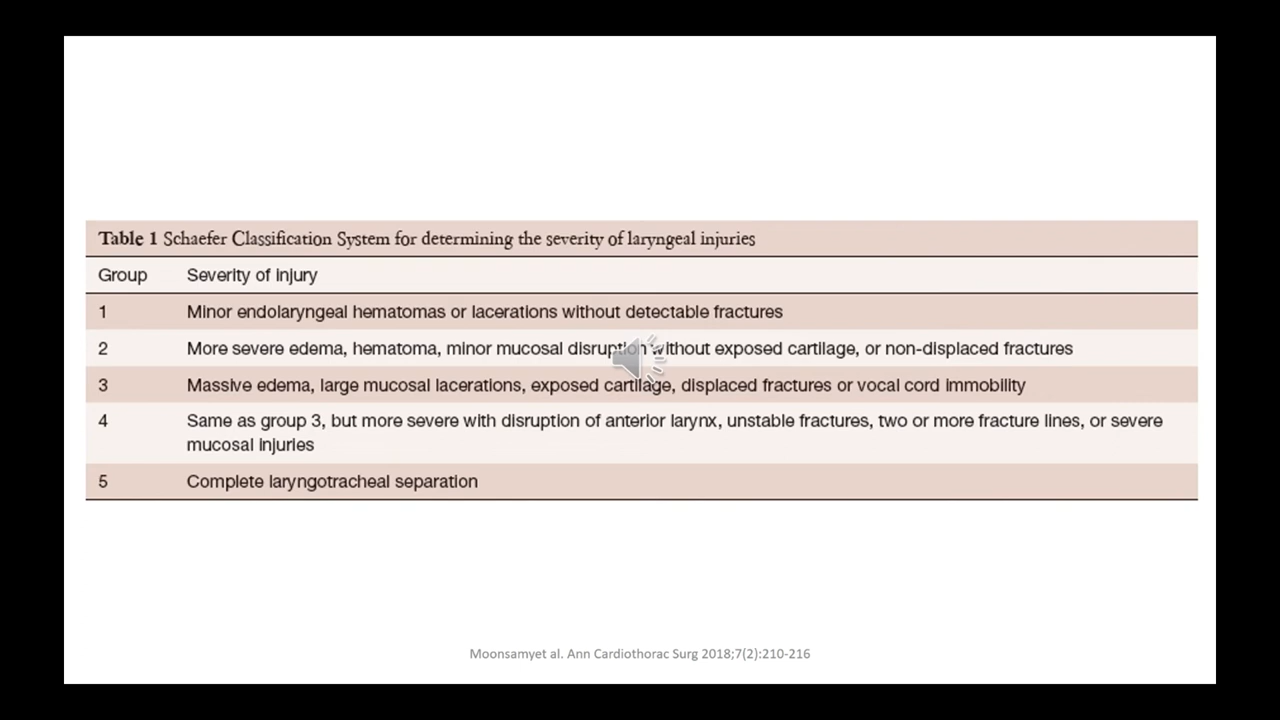 Table 1 Schaefer Classification System for determining the severity of laryngeal injuries
Group Severity of injury
1 Minor endolaryngeal hematomas or lacerations without detectable fractures
2 More severe edema, hematoma, minor mucosal disruption without exposed cartilage, or non-displaced fractures
3 Massive edema, large mucosal lacerations, exposed cartilage, displaced fractures or vocal cord immobility
4 Same as group 3, but more severe with disruption of anterior larynx, unstable fractures, two or more fracture lines, or severe
mucosal injuries
5 Complete laryngotracheal separation
Moonsamyet al. Ann Cardiothorac Surg 2018;7(2):210-216